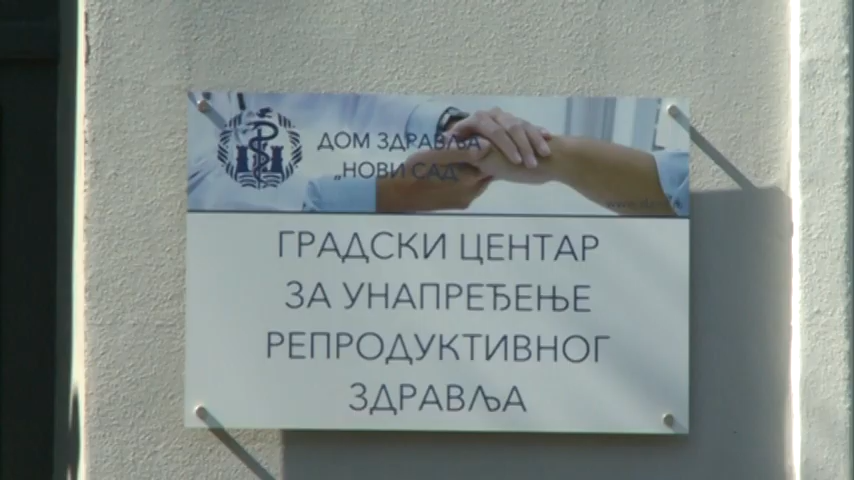 ДОМ ЗДРАВЉА
„НОВИ САД“
ГРАДСКИ ЦЕНТАР
ЗА УНАПРЕЂЕЊЕ
РЕПРОДУКТИВНОГ
ЗДРАВЉА